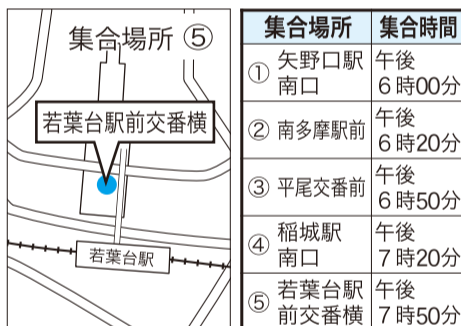 集合場所 ⑤
若葉台駅前交番横
若葉台駅
集合場所 集合時間
① 矢野口駅
南口
午後
6時00分
② 南多摩駅前
午後
6時20分
③ 平尾交番前
午後
6時50分
④ 稲城駅
南口
午後
7時20分
⑤ 若葉台駅
前交番横
午後
7時50分